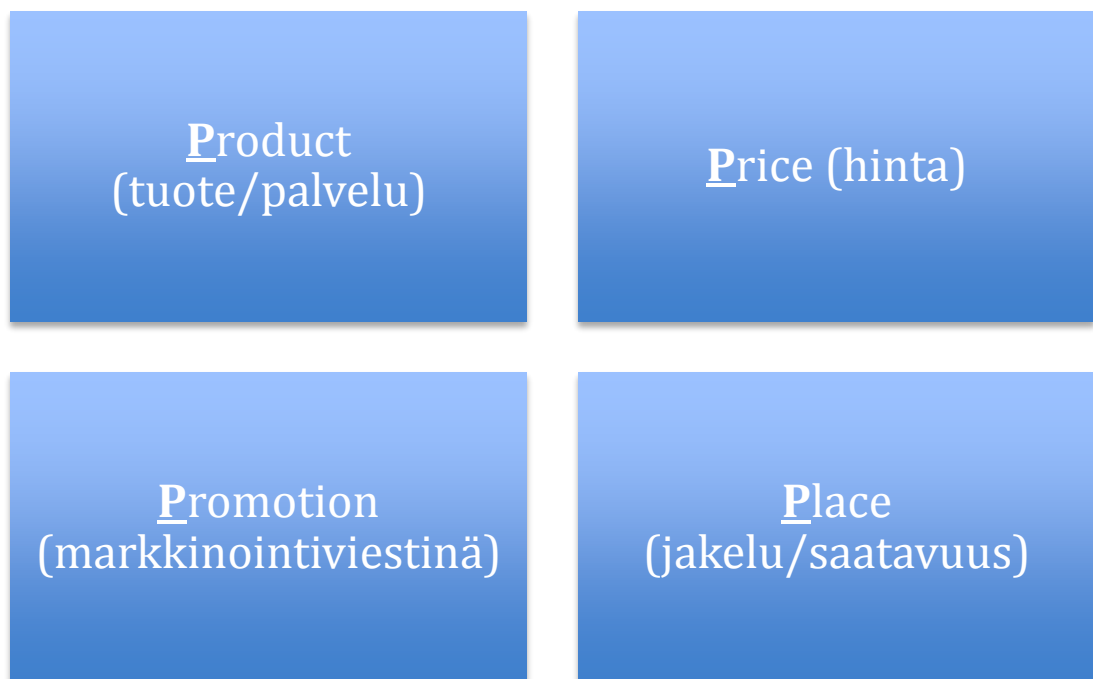 Product
(tuote/palvelu)
Price (hinta)
Promotion
(markkinointiviestinä)
Place
(jakelu/saatavuus)